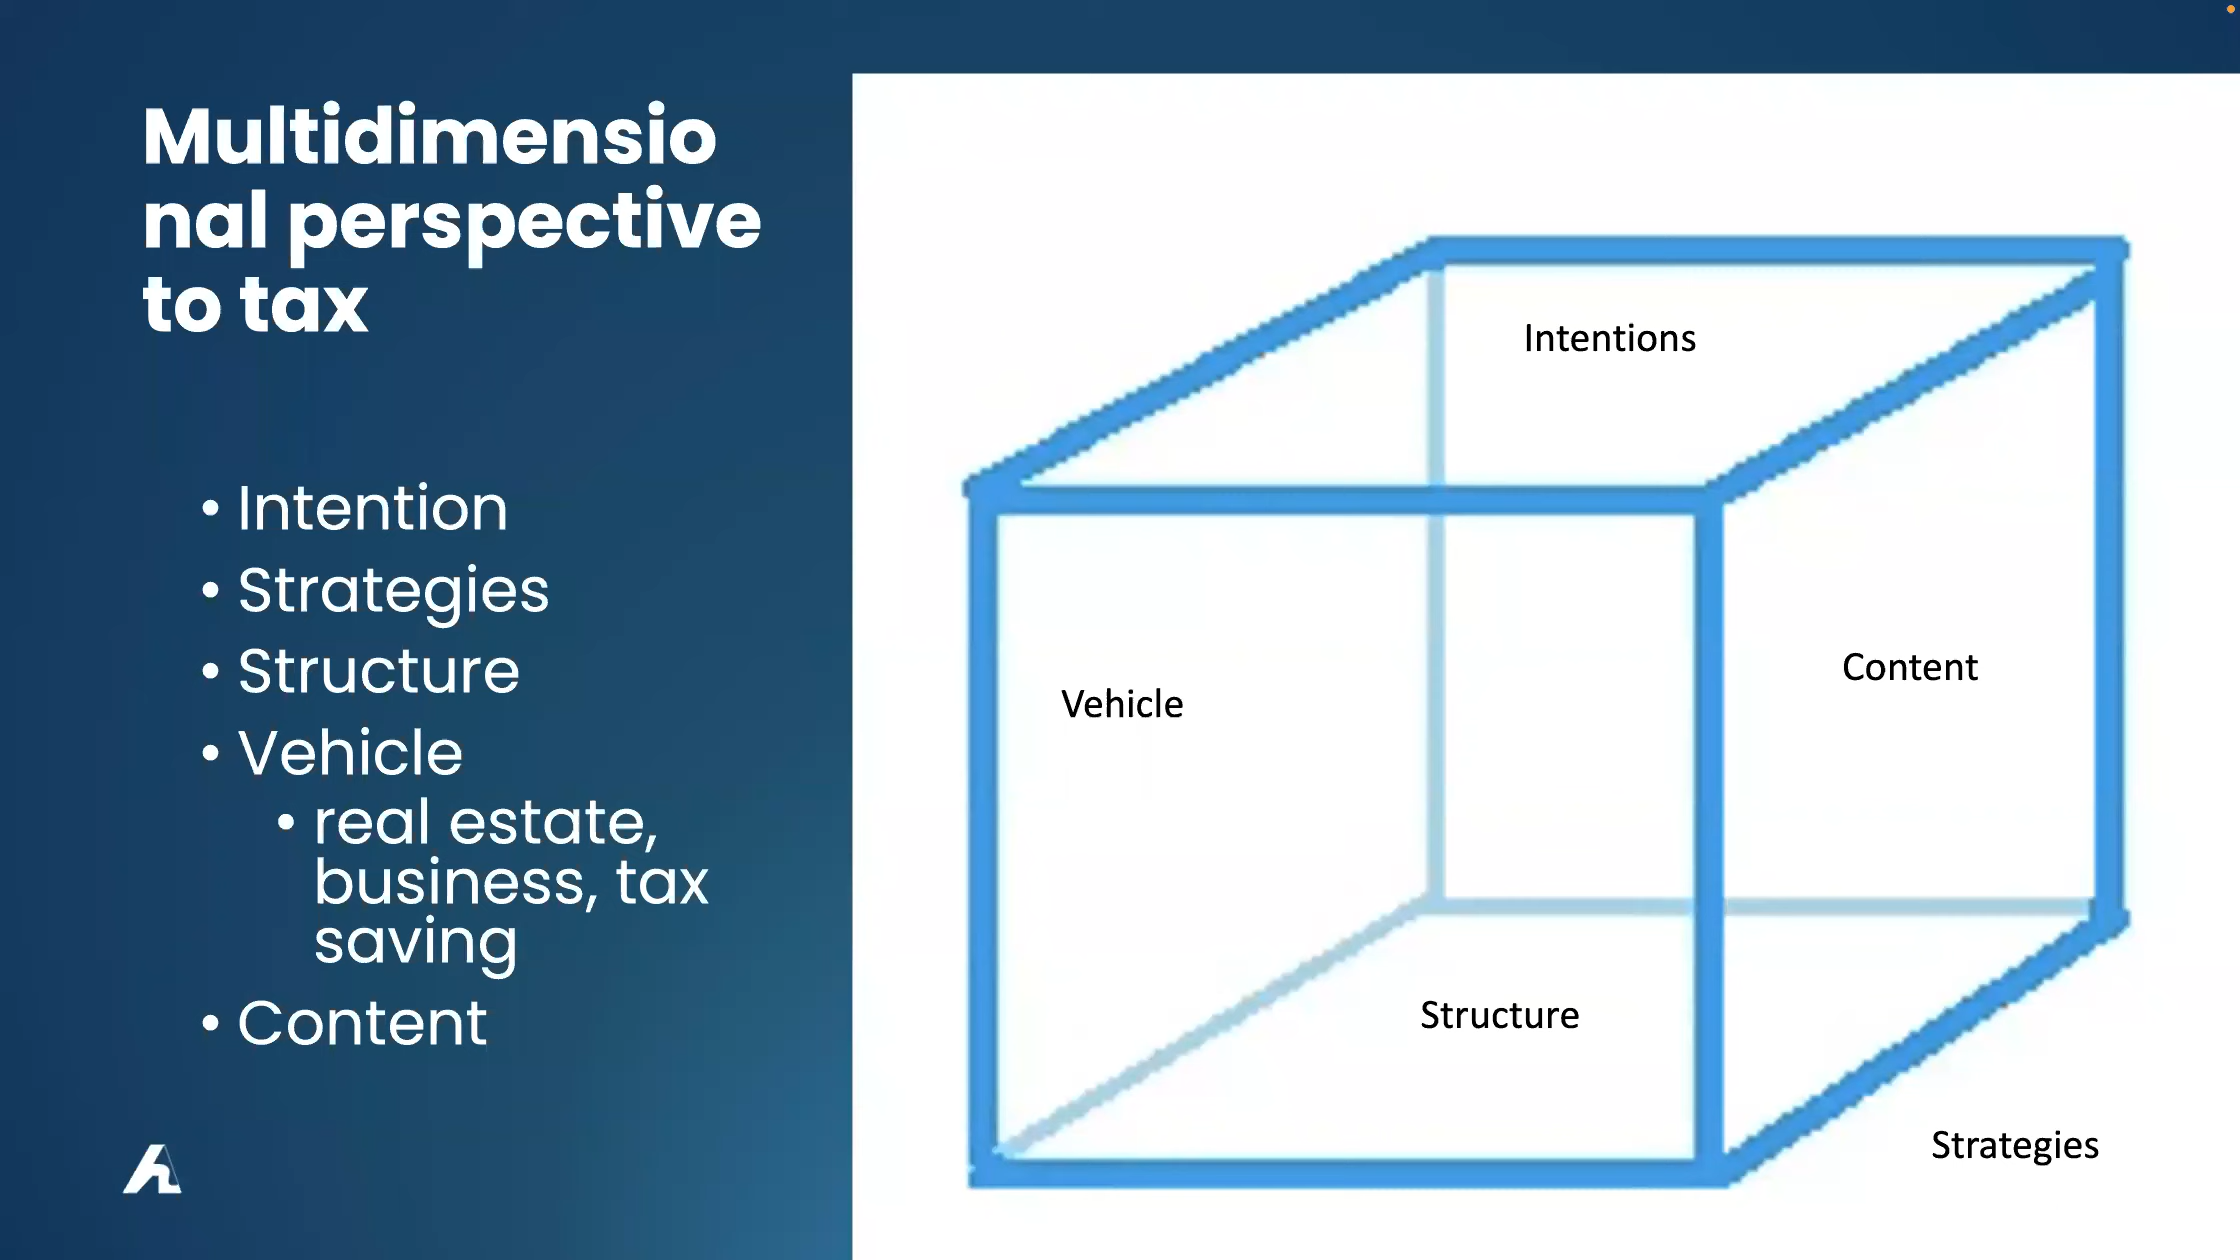 Multidimensio
nal perspective
to tax
• Intention
• Strategies
• Structure
• Vehicle
• real estate,
business, tax
saving
• Content
Intentions
Content
Vehicle
Structure
Strategies